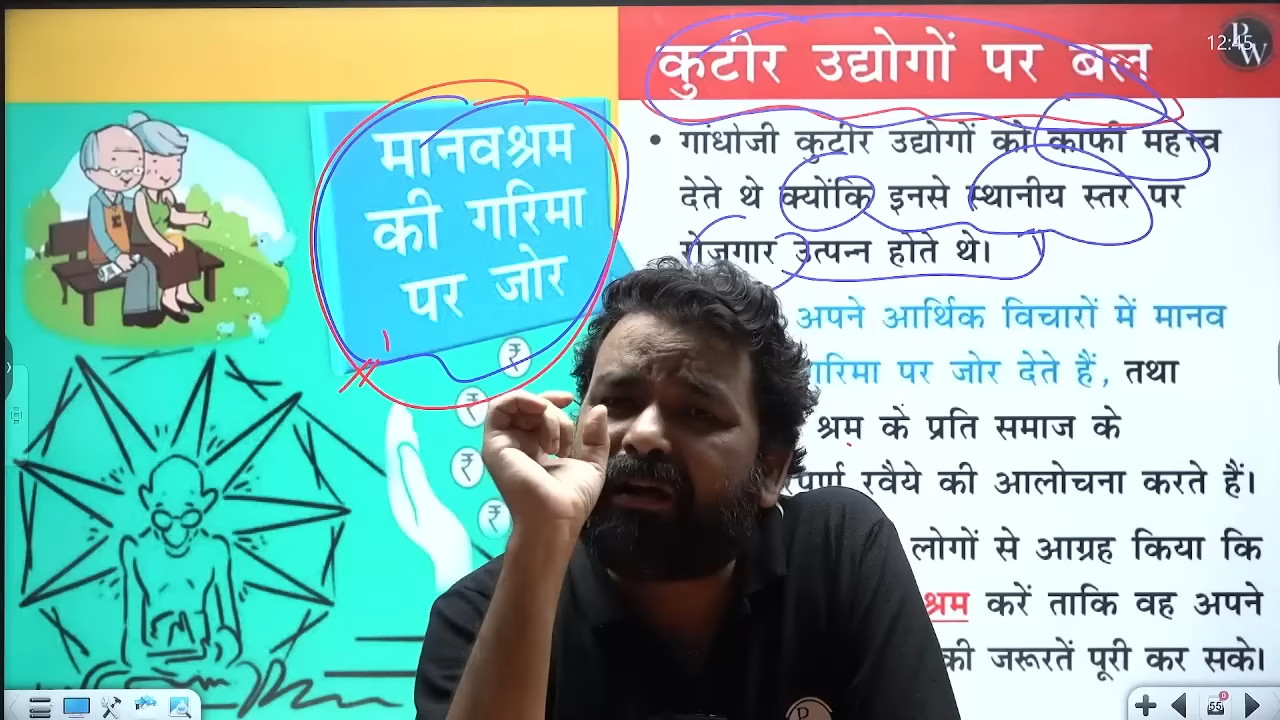 कुटीर उद्योगों पर बल
12:45
PW
मानवश्रम
की गरिमा
पर जोर
• गांधीजी कुटीर उद्योगों को काफी महत्त्व
देते थे क्योंकि इनसे स्थानीय स्तर पर
रोजगार उत्पन्न होते थे।
अपने आर्थिक विचारों में मानव
गरिमा पर जोर देते हैं, तथा
श्रम के प्रति समाज के
रवैये की आलोचना करते हैं।
लोगों से आग्रह किया कि
श्रम करें ताकि वह अपने
की जरूरतें पूरी कर सके।
₹
₹
₹
₹
55